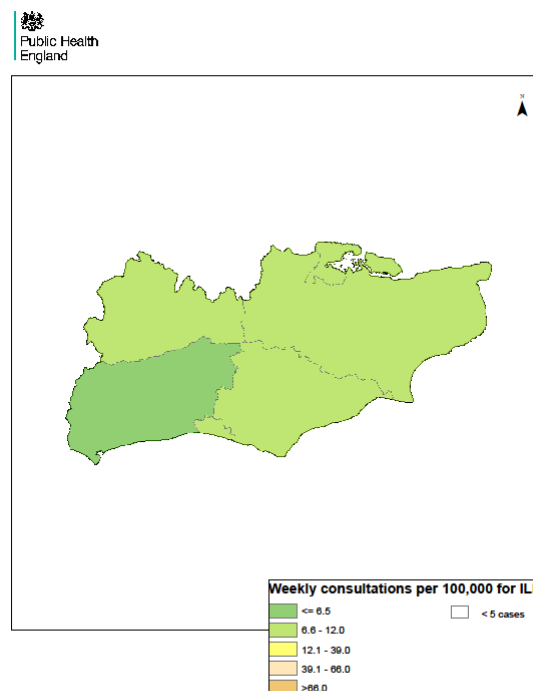 Public Health
England
N
Weekly consultations per 100,000 for IL
<= 6.5
< 5 cases
6.6 - 12.0
12.1 - 39.0
39.1 - 66.0
>66.0